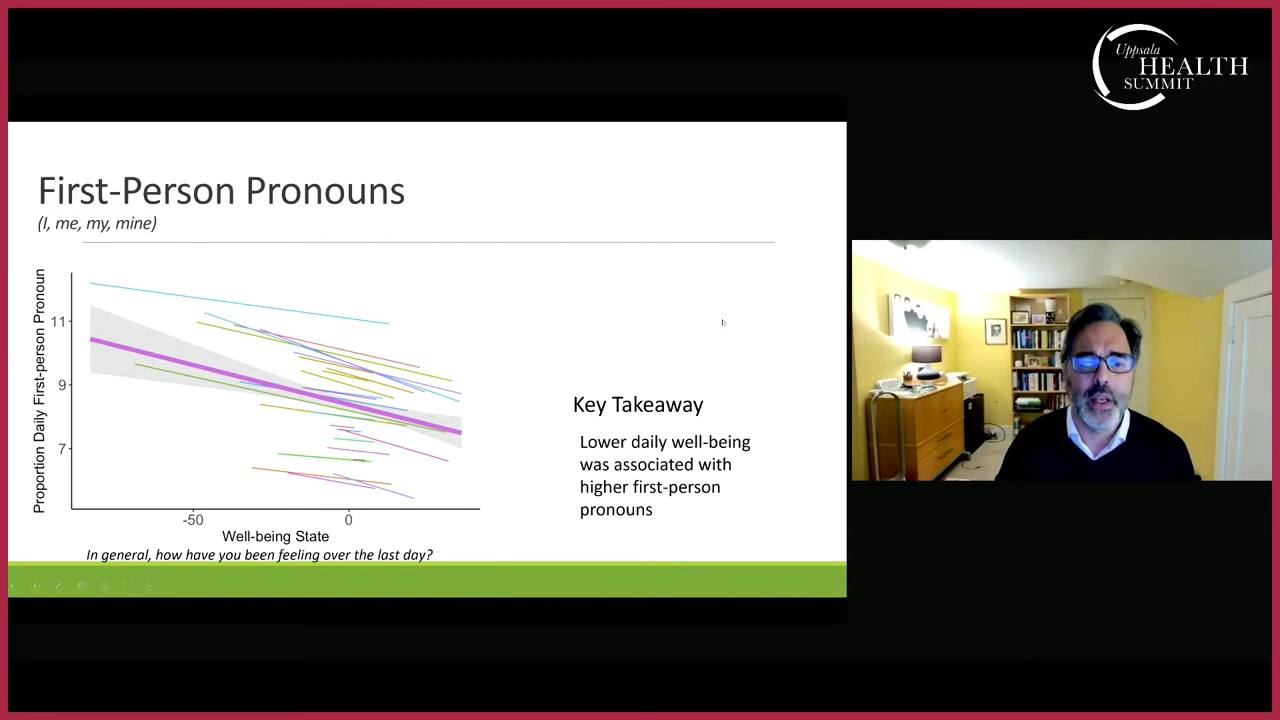 Uppsala
HEALTH
SUMMIT
First-Person Pronouns
(I, me, my, mine)
Proportion Daily First-person Pronoun
11
9
7
-50
0
Well-being State
In general, how have you been feeling over the last day?
Key Takeaway
Lower daily well-being
was associated with
higher first-person
pronouns